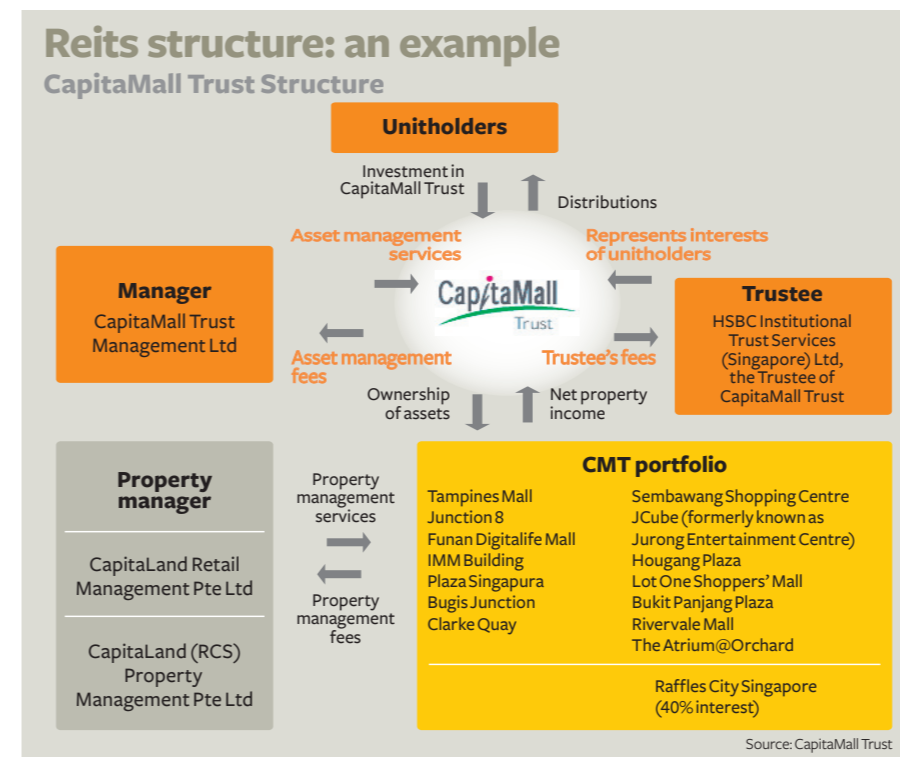 Reits structure: an example
CapitaMall Trust Structure
Unitholders
Investment in
CapitaMall Trust
Distributions
Asset management
services
Represents interests
of unitholders
Manager
CapitaMall Trust
Management Ltd
CapitaMall
Trust
Trustee
HSBC Institutional
Trust Services
(Singapore) Ltd,
the Trustee of
CapitaMall Trust
Asset management
fees
Trustee's fees
Ownership
of assets
Net property
income
Property
manager
CapitaLand Retail
Management Pte Ltd
CapitaLand (RCS)
Property
Management Pte Ltd
Property
management
services
Property
management
fees
CMT portfolio
Tampines Mall
Junction 8
Funan Digitalife Mall
IMM Building
Plaza Singapura
Bugis Junction
Clarke Quay
Sembawang Shopping Centre
JCube (formerly known as
Jurong Entertainment Centre)
Hougang Plaza
Lot One Shoppers' Mall
Bukit Panjang Plaza
Rivervale Mall
The Atrium@Orchard
Raffles City Singapore
(40% interest)
Source: CapitaMall Trust